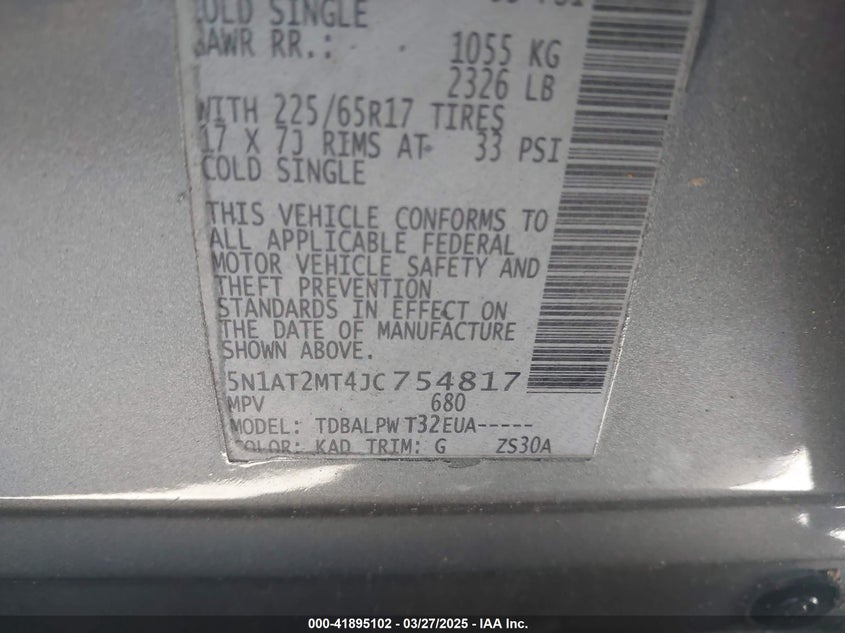 COLD SINGLE
GAWR RR.: 1055 KG
2326 LB
WITH 225/65R17 TIRES
17 X 7J RIMS AT 33 PSI
COLD SINGLE
THIS VEHICLE CONFORMS TO
ALL APPLICABLE FEDERAL
MOTOR VEHICLE SAFETY AND
THEFT PREVENTION
STANDARDS IN EFFECT ON
THE DATE OF MANUFACTURE
SHOWN ABOVE.
5N1AT2MT4JC754817
MPV 680
MODEL: TDBALPW T32EUA-----
COLOR: KAD TRIM: G ZS30A
000-41895102 — 03/27/2025 — IAA Inc.